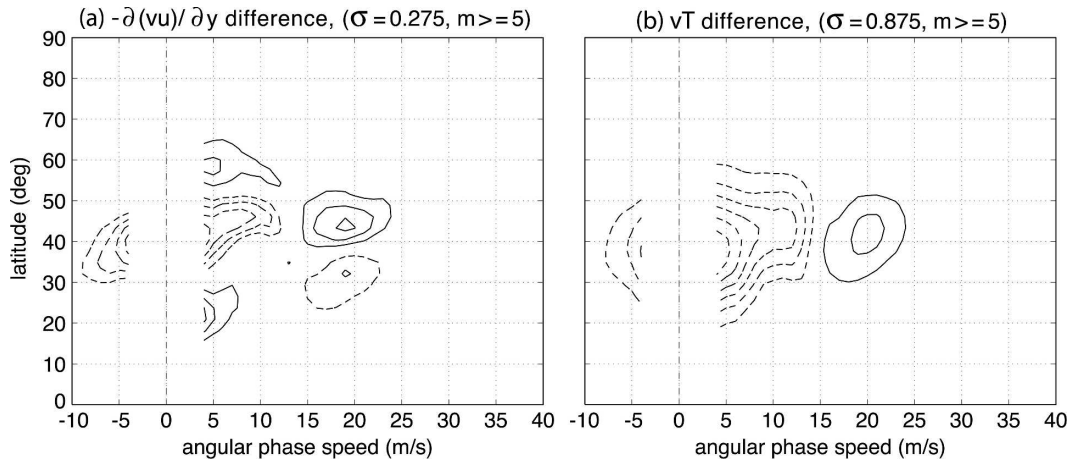 (a) -∂(vu)/∂y difference, (σ=0.275, m>=5)
(b) vT difference, (σ=0.875, m>=5)
latitude (deg)
90
80
70
60
50
40
30
20
10
0
-10 -5 0 5 10 15 20 25 30 35 40
-10 -5 0 5 10 15 20 25 30 35 40
angular phase speed (m/s)
angular phase speed (m/s)